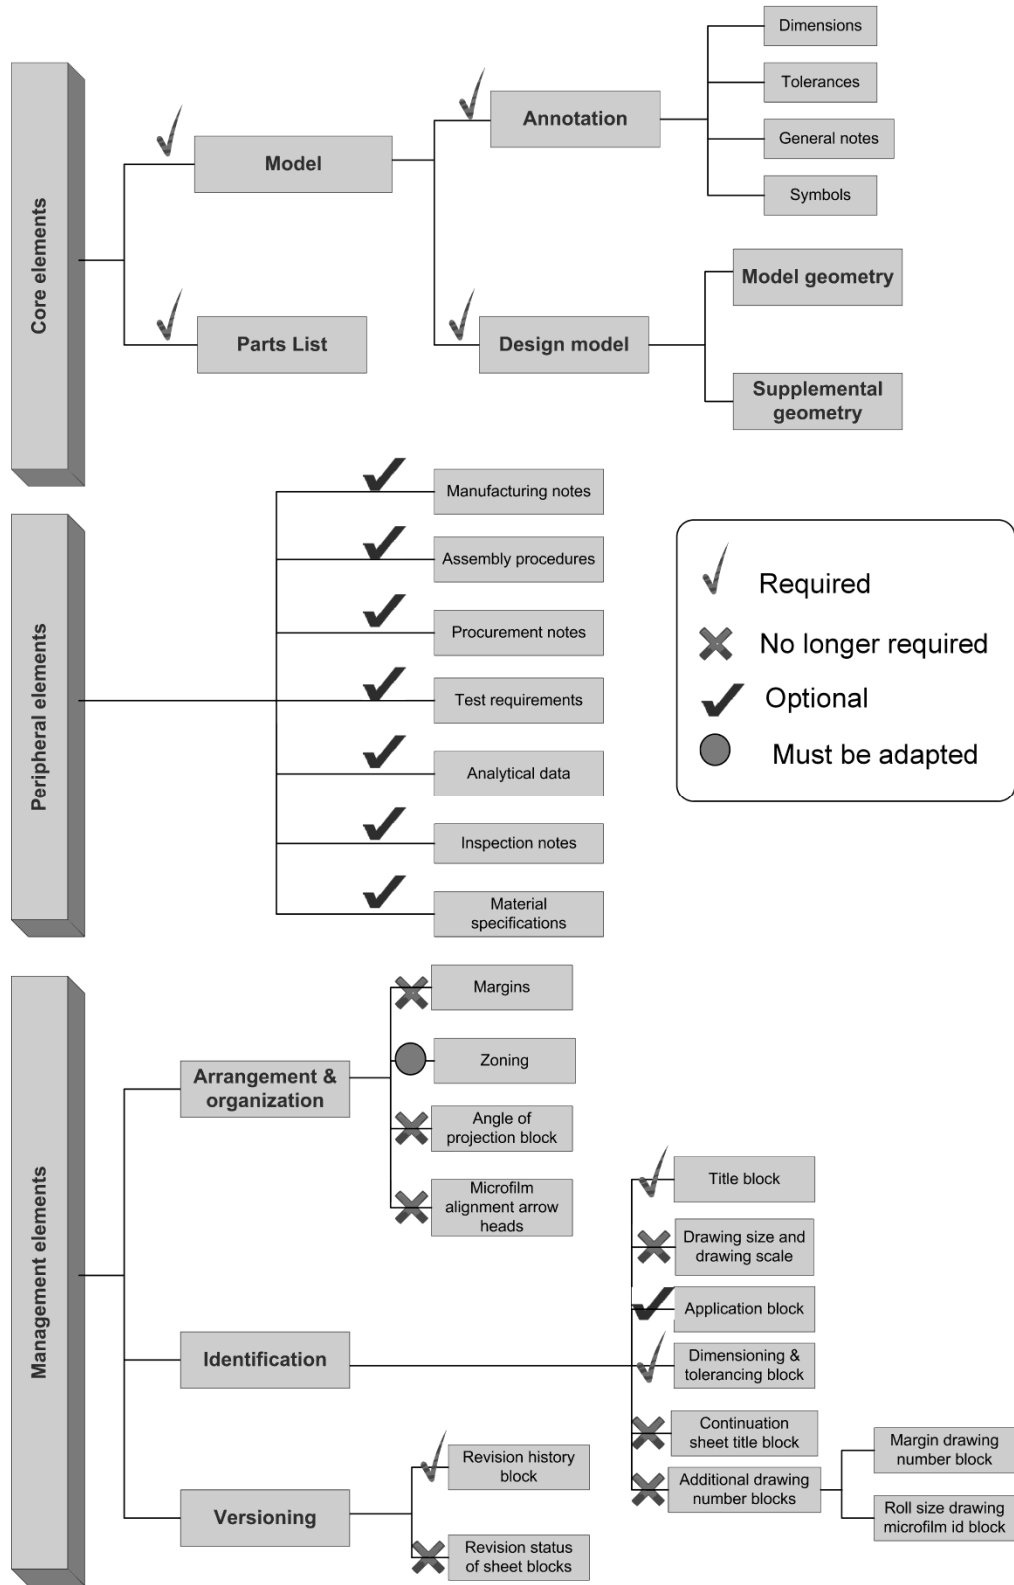 Core elements
Model
Parts List
Annotation
Design model
Dimensions
Tolerances
General notes
Symbols
Model geometry
Supplemental
geometry
Peripheral elements
Manufacturing notes
Assembly procedures
Procurement notes
Test requirements
Analytical data
Inspection notes
Material
specifications
Required
No longer required
Optional
Must be adapted
Management elements
Arrangement &
organization
Margins
Zoning
Angle of
projection block
Microfilm
alignment arrow
heads
Identification
Title block
Drawing size and
drawing scale
Application block
Dimensioning &
tolerancing block
Continuation
sheet title block
Additional drawing
number blocks
Margin drawing
number block
Roll size drawing
microfilm id block
Versioning
Revision history
block
Revision status
of sheet blocks